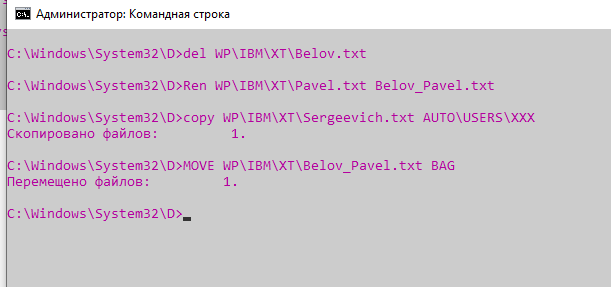 Администратор: Командная строка
C:\Windows\System32\D>del WP\IBM\XT\Belov.txt
C:\Windows\System32\D>Ren WP\IBM\XT\Pavel.txt Belov_Pavel.txt
C:\Windows\System32\D>copy WP\IBM\XT\Sergeevich.txt AUTO\USERS\XXX
Скопировано файлов:         1.
C:\Windows\System32\D>MOVE WP\IBM\XT\Belov_Pavel.txt BAG
Перемещено файлов:         1.
C:\Windows\System32\D>